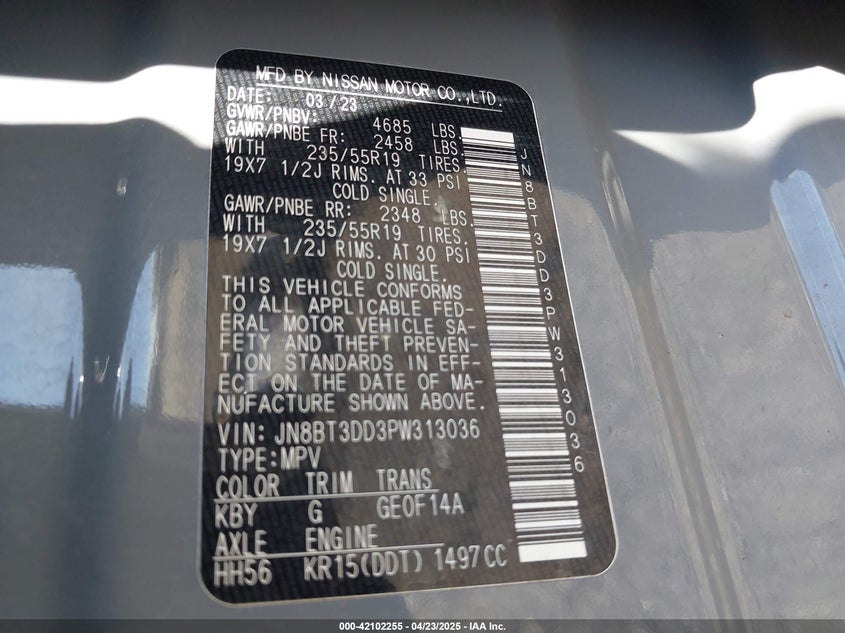 MFD BY NISSAN MOTOR CO.,LTD.
DATE: 03/23
GVWR/PNBV: 4685 LBS.
GAWR/PNBE FR: 2458 LBS.
WITH 235/55R19 TIRES.
19X7 1/2J RIMS. AT 33 PSI
COLD SINGLE.
GAWR/PNBE RR: 2348 LBS.
WITH 235/55R19 TIRES.
19X7 1/2J RIMS. AT 30 PSI
COLD SINGLE.
THIS VEHICLE CONFORMS
TO ALL APPLICABLE FED-
ERAL MOTOR VEHICLE SA-
FETY AND THEFT PREVEN-
TION STANDARDS IN EFF-
ECT ON THE DATE OF MA-
NUFACTURE SHOWN ABOVE.
VIN: JN8BT3DD3PW313036
TYPE:MPV
COLOR TRIM TRANS
KBY G GE0F14A
AXLE ENGINE
HH56 KR15(DDT) 1497CC
JN8BT3DD3PW313036
000-42102255 - 04/23/2025 - IAA Inc.